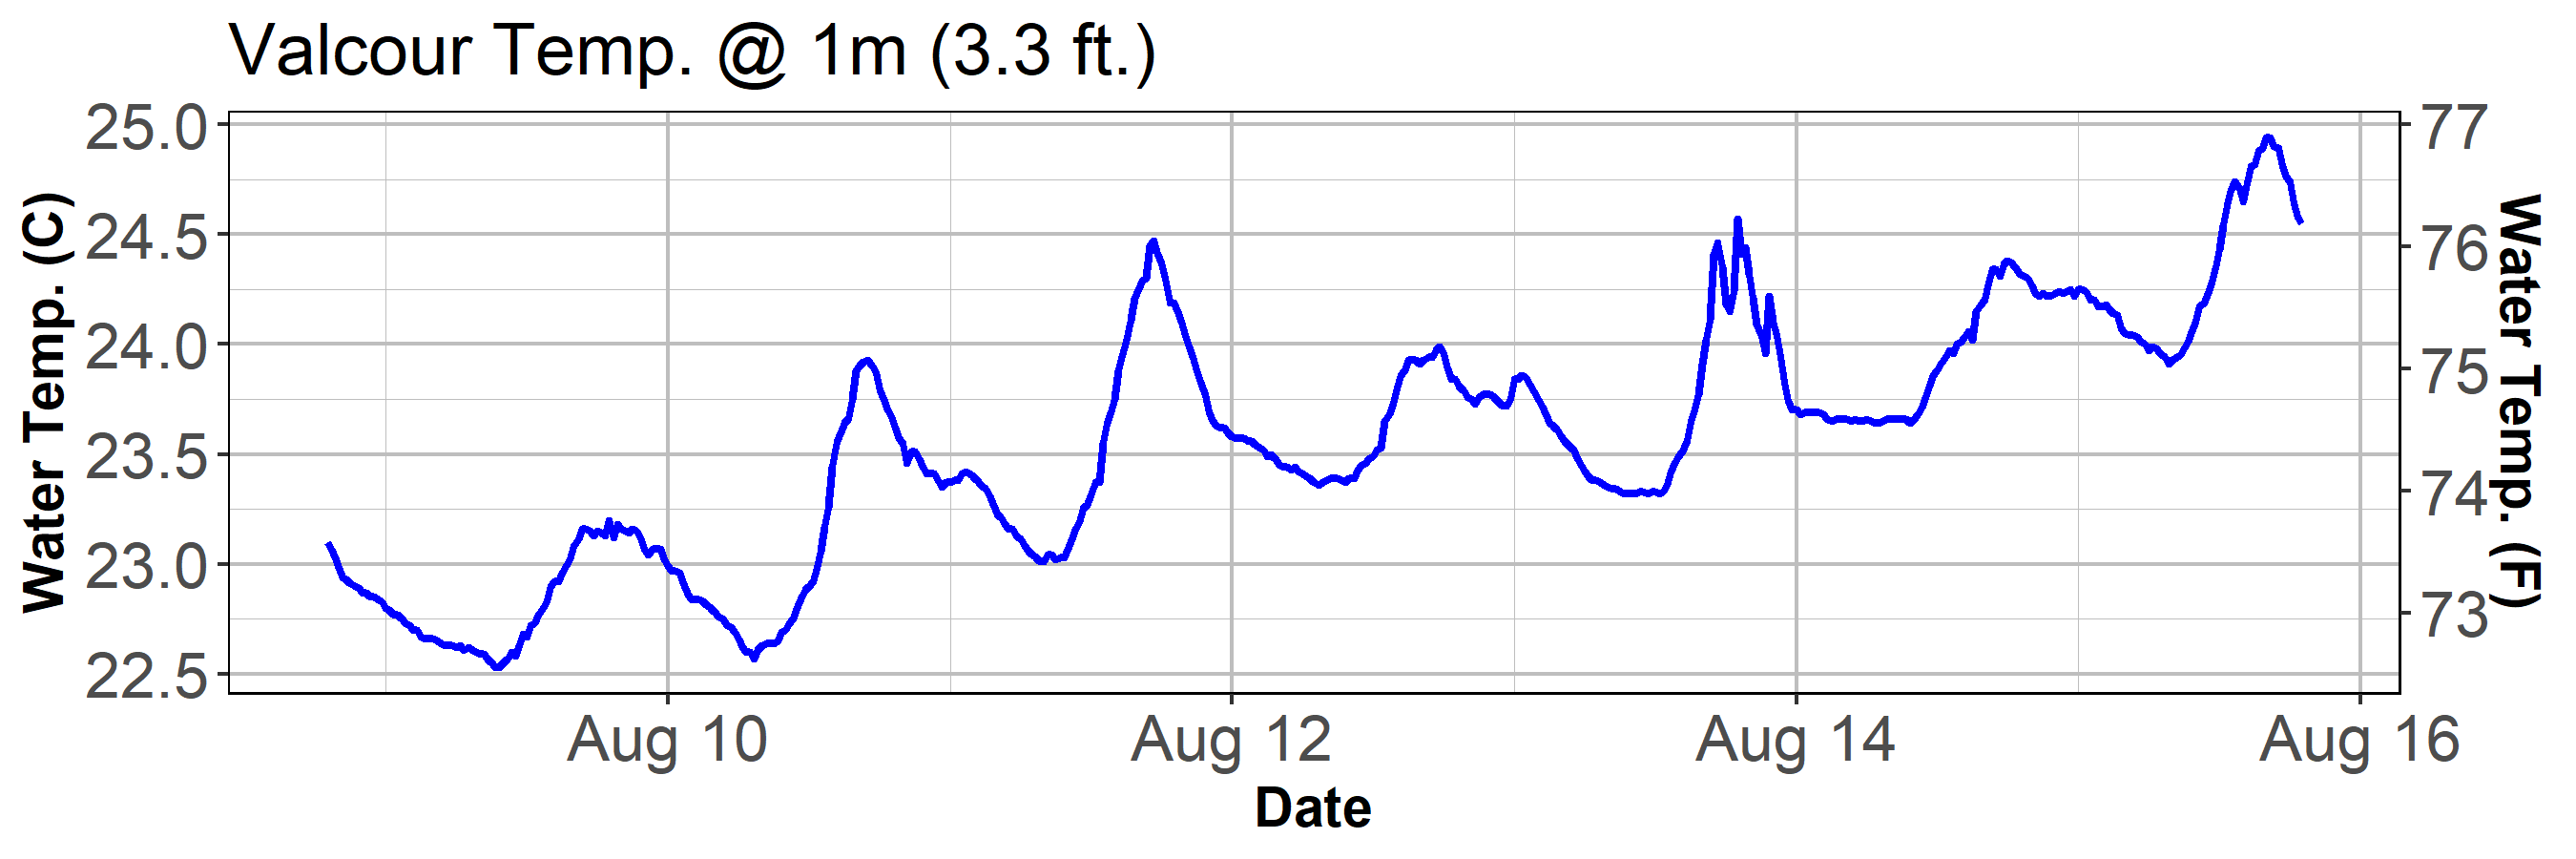 Valcour Temp. @ 1m (3.3 ft.)
Water Temp. (C)
25.0
24.5
24.0
23.5
23.0
22.5
77
76
75
74
73
Water Temp. (F)
Aug 10
Aug 12
Aug 14
Aug 16
Date